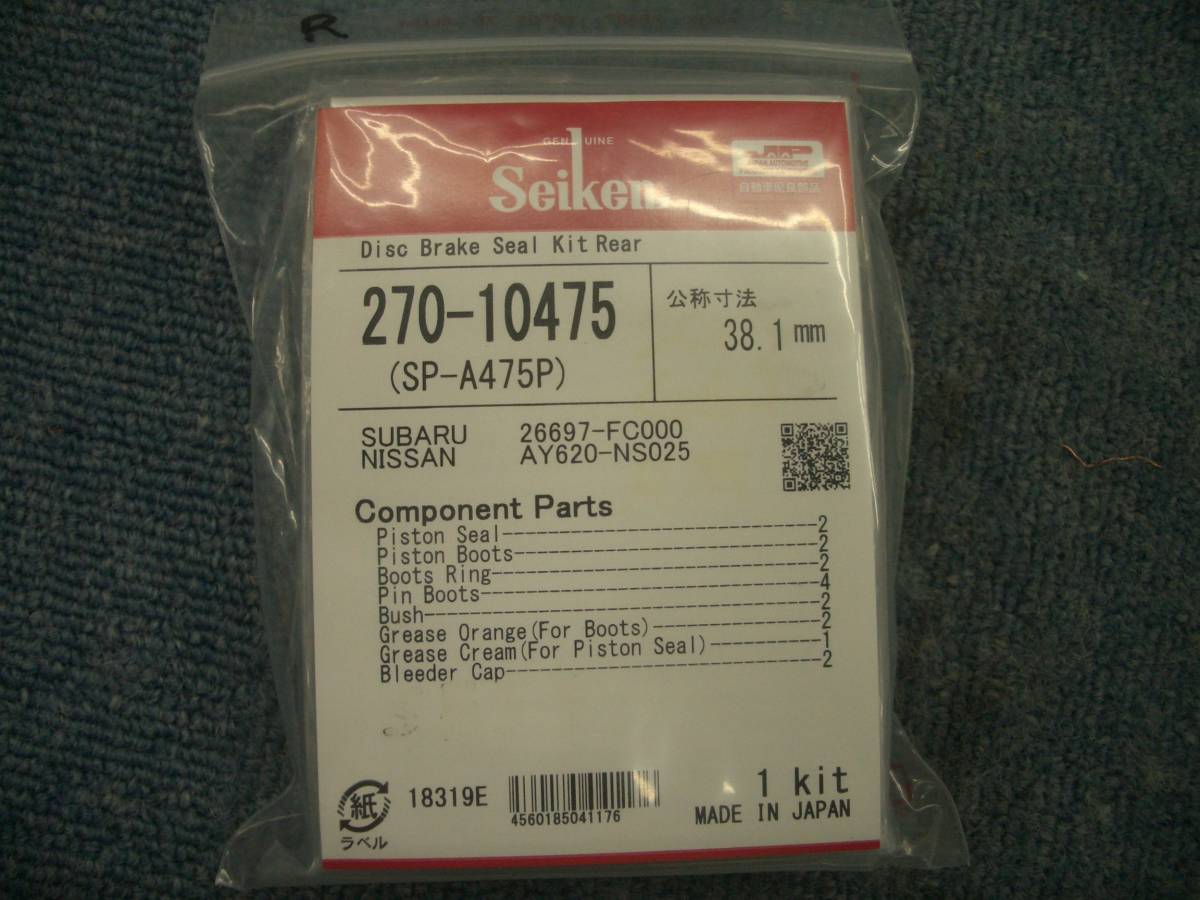 R
GENUINE
Seiken
自動車優良部品
Disc Brake Seal Kit Rear
270-10475
(SP-A475P)
公称寸法
38.1 mm
SUBARU 26697-FC000
NISSAN AY620-NS025
Component Parts
Piston Seal------------------------------2
Piston Boots-----------------------------2
Boots Ring-------------------------------2
Pin Boots--------------------------------4
Bush-------------------------------------2
Grease Orange(For Boots)-----------------2
Grease Cream(For Piston Seal)------------1
Bleeder Cap------------------------------2
紙
ラベル
18319E
4560185041176
1 kit
MADE IN JAPAN